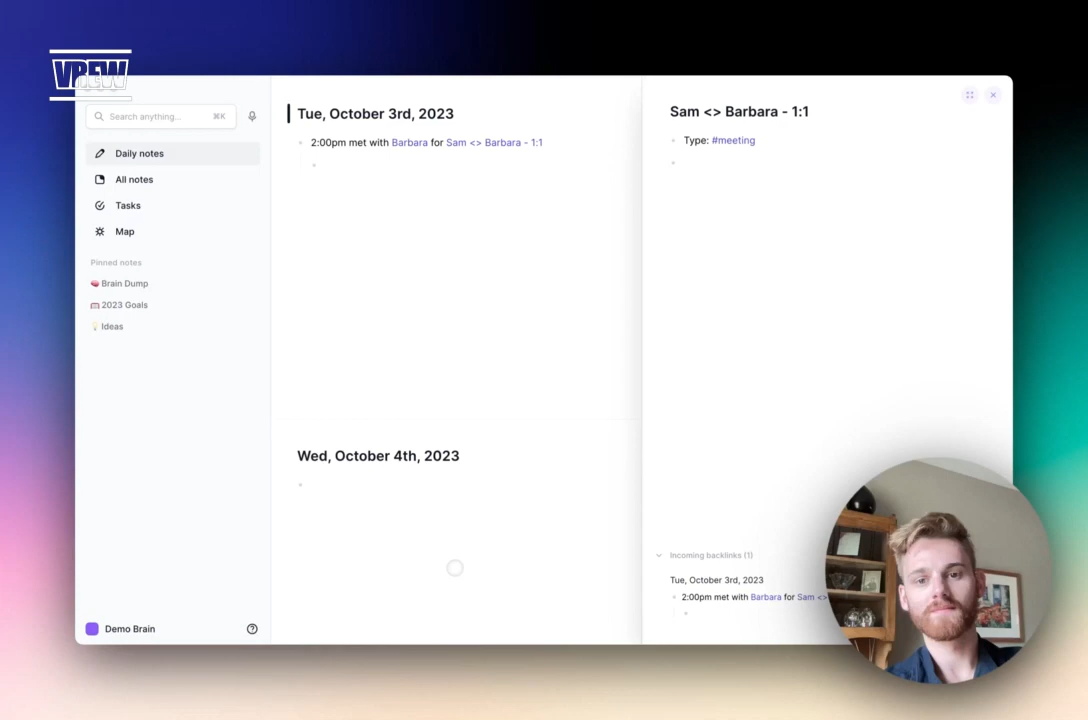 VREW
Search anything... ⌘K
Daily notes
All notes
Tasks
Map
Pinned notes
🧠 Brain Dump
🥅 2023 Goals
💡 Ideas
Demo Brain
Tue, October 3rd, 2023
2:00pm met with Barbara for Sam <> Barbara - 1:1
Wed, October 4th, 2023
Sam <> Barbara - 1:1
Type: #meeting
Incoming backlinks (1)
Tue, October 3rd, 2023
2:00pm met with Barbara for Sam <>